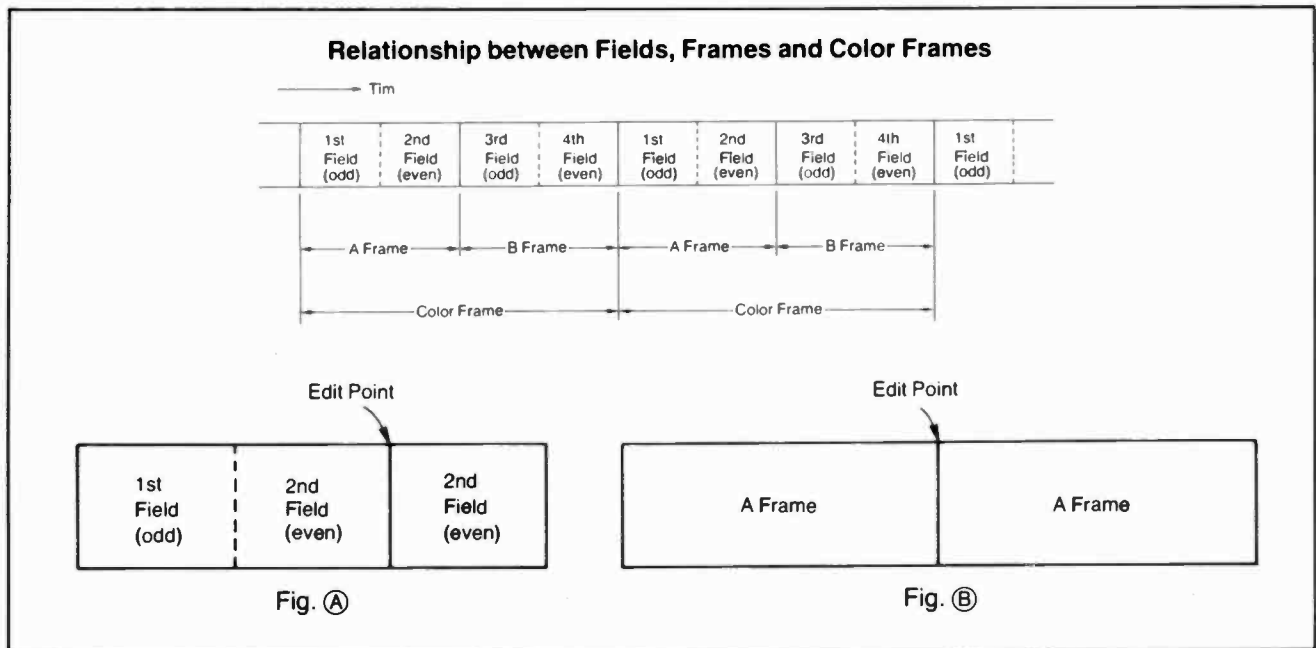 Relationship between Fields, Frames and Color Frames
Tim
1st Field (odd)
2nd Field (even)
3rd Field (odd)
4th Field (even)
1st Field (odd)
2nd Field (even)
3rd Field (odd)
4th Field (even)
1st Field (odd)
A Frame
B Frame
A Frame
B Frame
Color Frame
Color Frame
Edit Point
1st Field (odd)
2nd Field (even)
2nd Field (even)
Fig. Ⓐ
Edit Point
A Frame
A Frame
Fig. Ⓑ